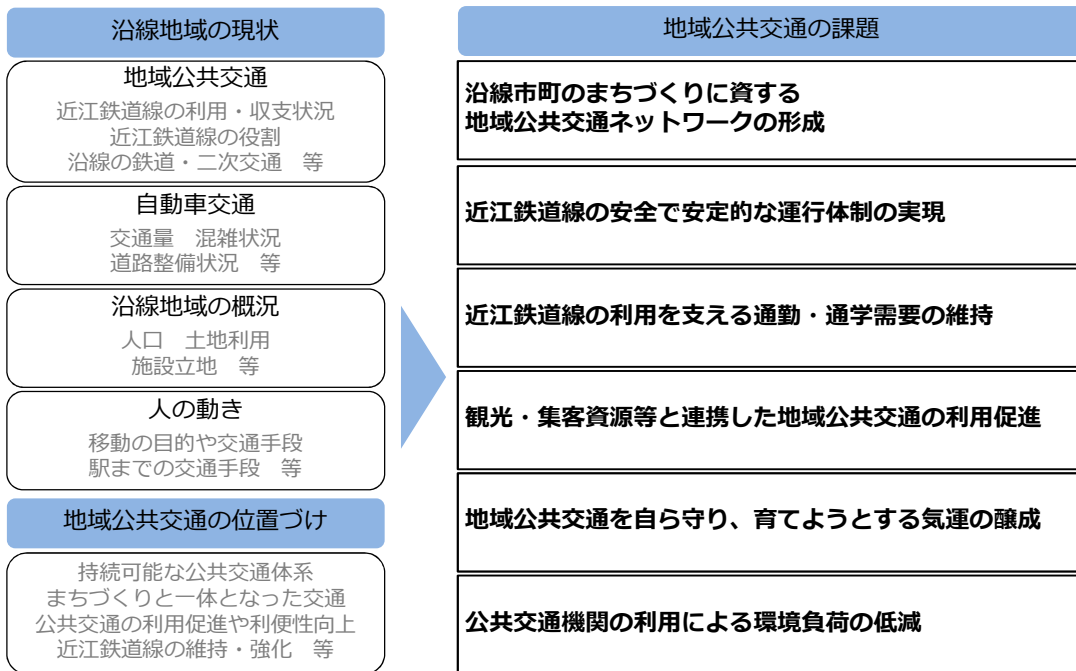 沿線地域の現状
地域公共交通
近江鉄道線の利用・収支状況
近江鉄道線の役割
沿線の鉄道・二次交通　等
自動車交通
交通量　混雑状況
道路整備状況　等
沿線地域の概況
人口　土地利用
施設立地　等
人の動き
移動の目的や交通手段
駅までの交通手段　等
地域公共交通の位置づけ
持続可能な公共交通体系
まちづくりと一体となった交通
公共交通の利用促進や利便性向上
近江鉄道線の維持・強化　等
地域公共交通の課題
沿線市町のまちづくりに資する
地域公共交通ネットワークの形成
近江鉄道線の安全で安定的な運行体制の実現
近江鉄道線の利用を支える通勤・通学需要の維持
観光・集客資源等と連携した地域公共交通の利用促進
地域公共交通を自ら守り、育てようとする気運の醸成
公共交通機関の利用による環境負荷の低減